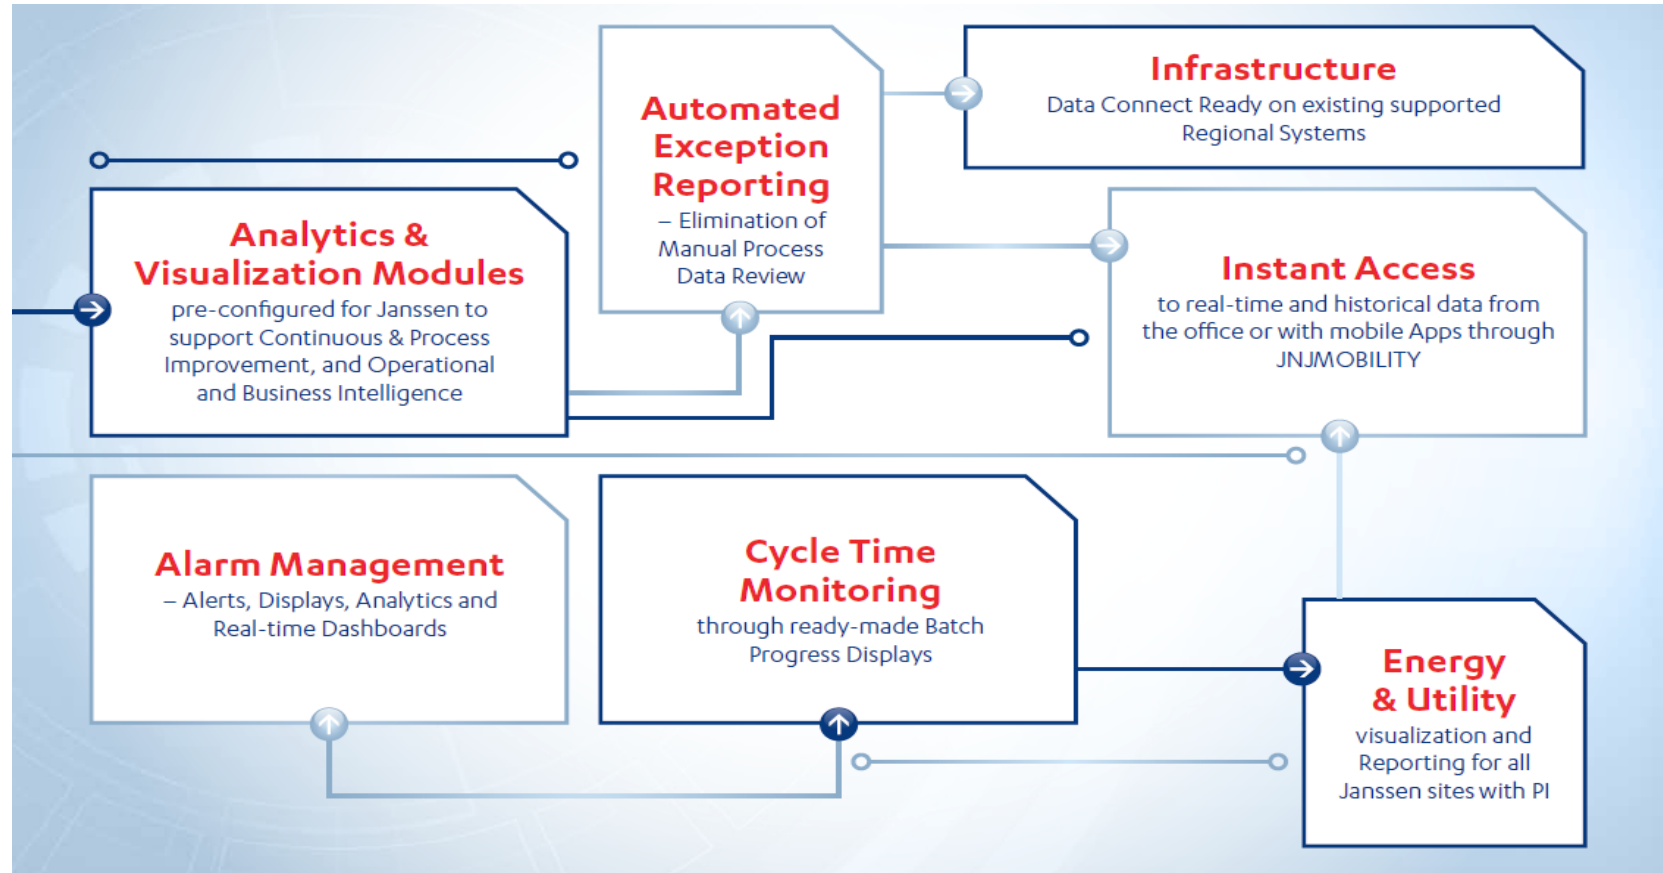 Automated
Exception
Reporting
– Elimination of
Manual Process
Data Review
Infrastructure
Data Connect Ready on existing supported
Regional Systems
Analytics &
Visualization Modules
pre-configured for Janssen to
support Continuous & Process
Improvement, and Operational
and Business Intelligence
Instant Access
to real-time and historical data from
the office or with mobile Apps through
JNJMOBILITY
Alarm Management
– Alerts, Displays, Analytics and
Real-time Dashboards
Cycle Time
Monitoring
through ready-made Batch
Progress Displays
Energy
& Utility
visualization and
Reporting for all
Janssen sites with PI